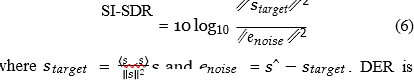 SI-SDR = 10 log₁₀ //s_target//² / //e_noise//² (6)
where s_target = (s s)/‖s‖² s and e_noise = s^ − s_target. DER is